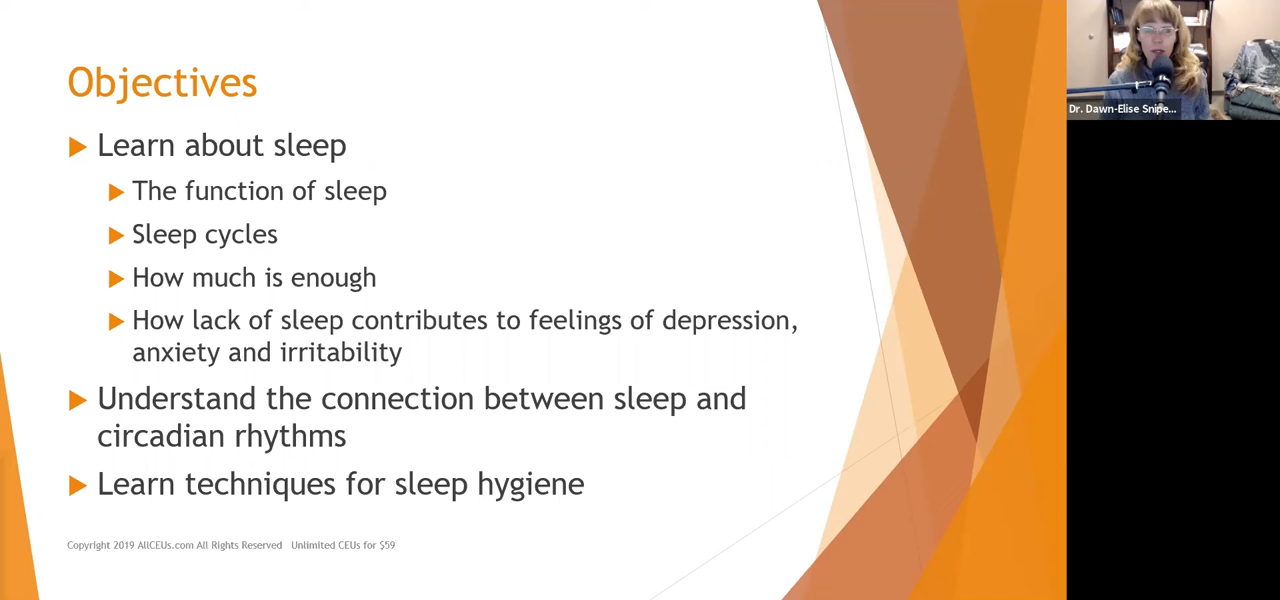 Objectives
Learn about sleep
The function of sleep
Sleep cycles
How much is enough
How lack of sleep contributes to feelings of depression,
anxiety and irritability
Understand the connection between sleep and
circadian rhythms
Learn techniques for sleep hygiene
Copyright 2019 AllCEUs.com All Rights Reserved Unlimited CEUs for $59
Dr. Dawn-Elise Snipe...